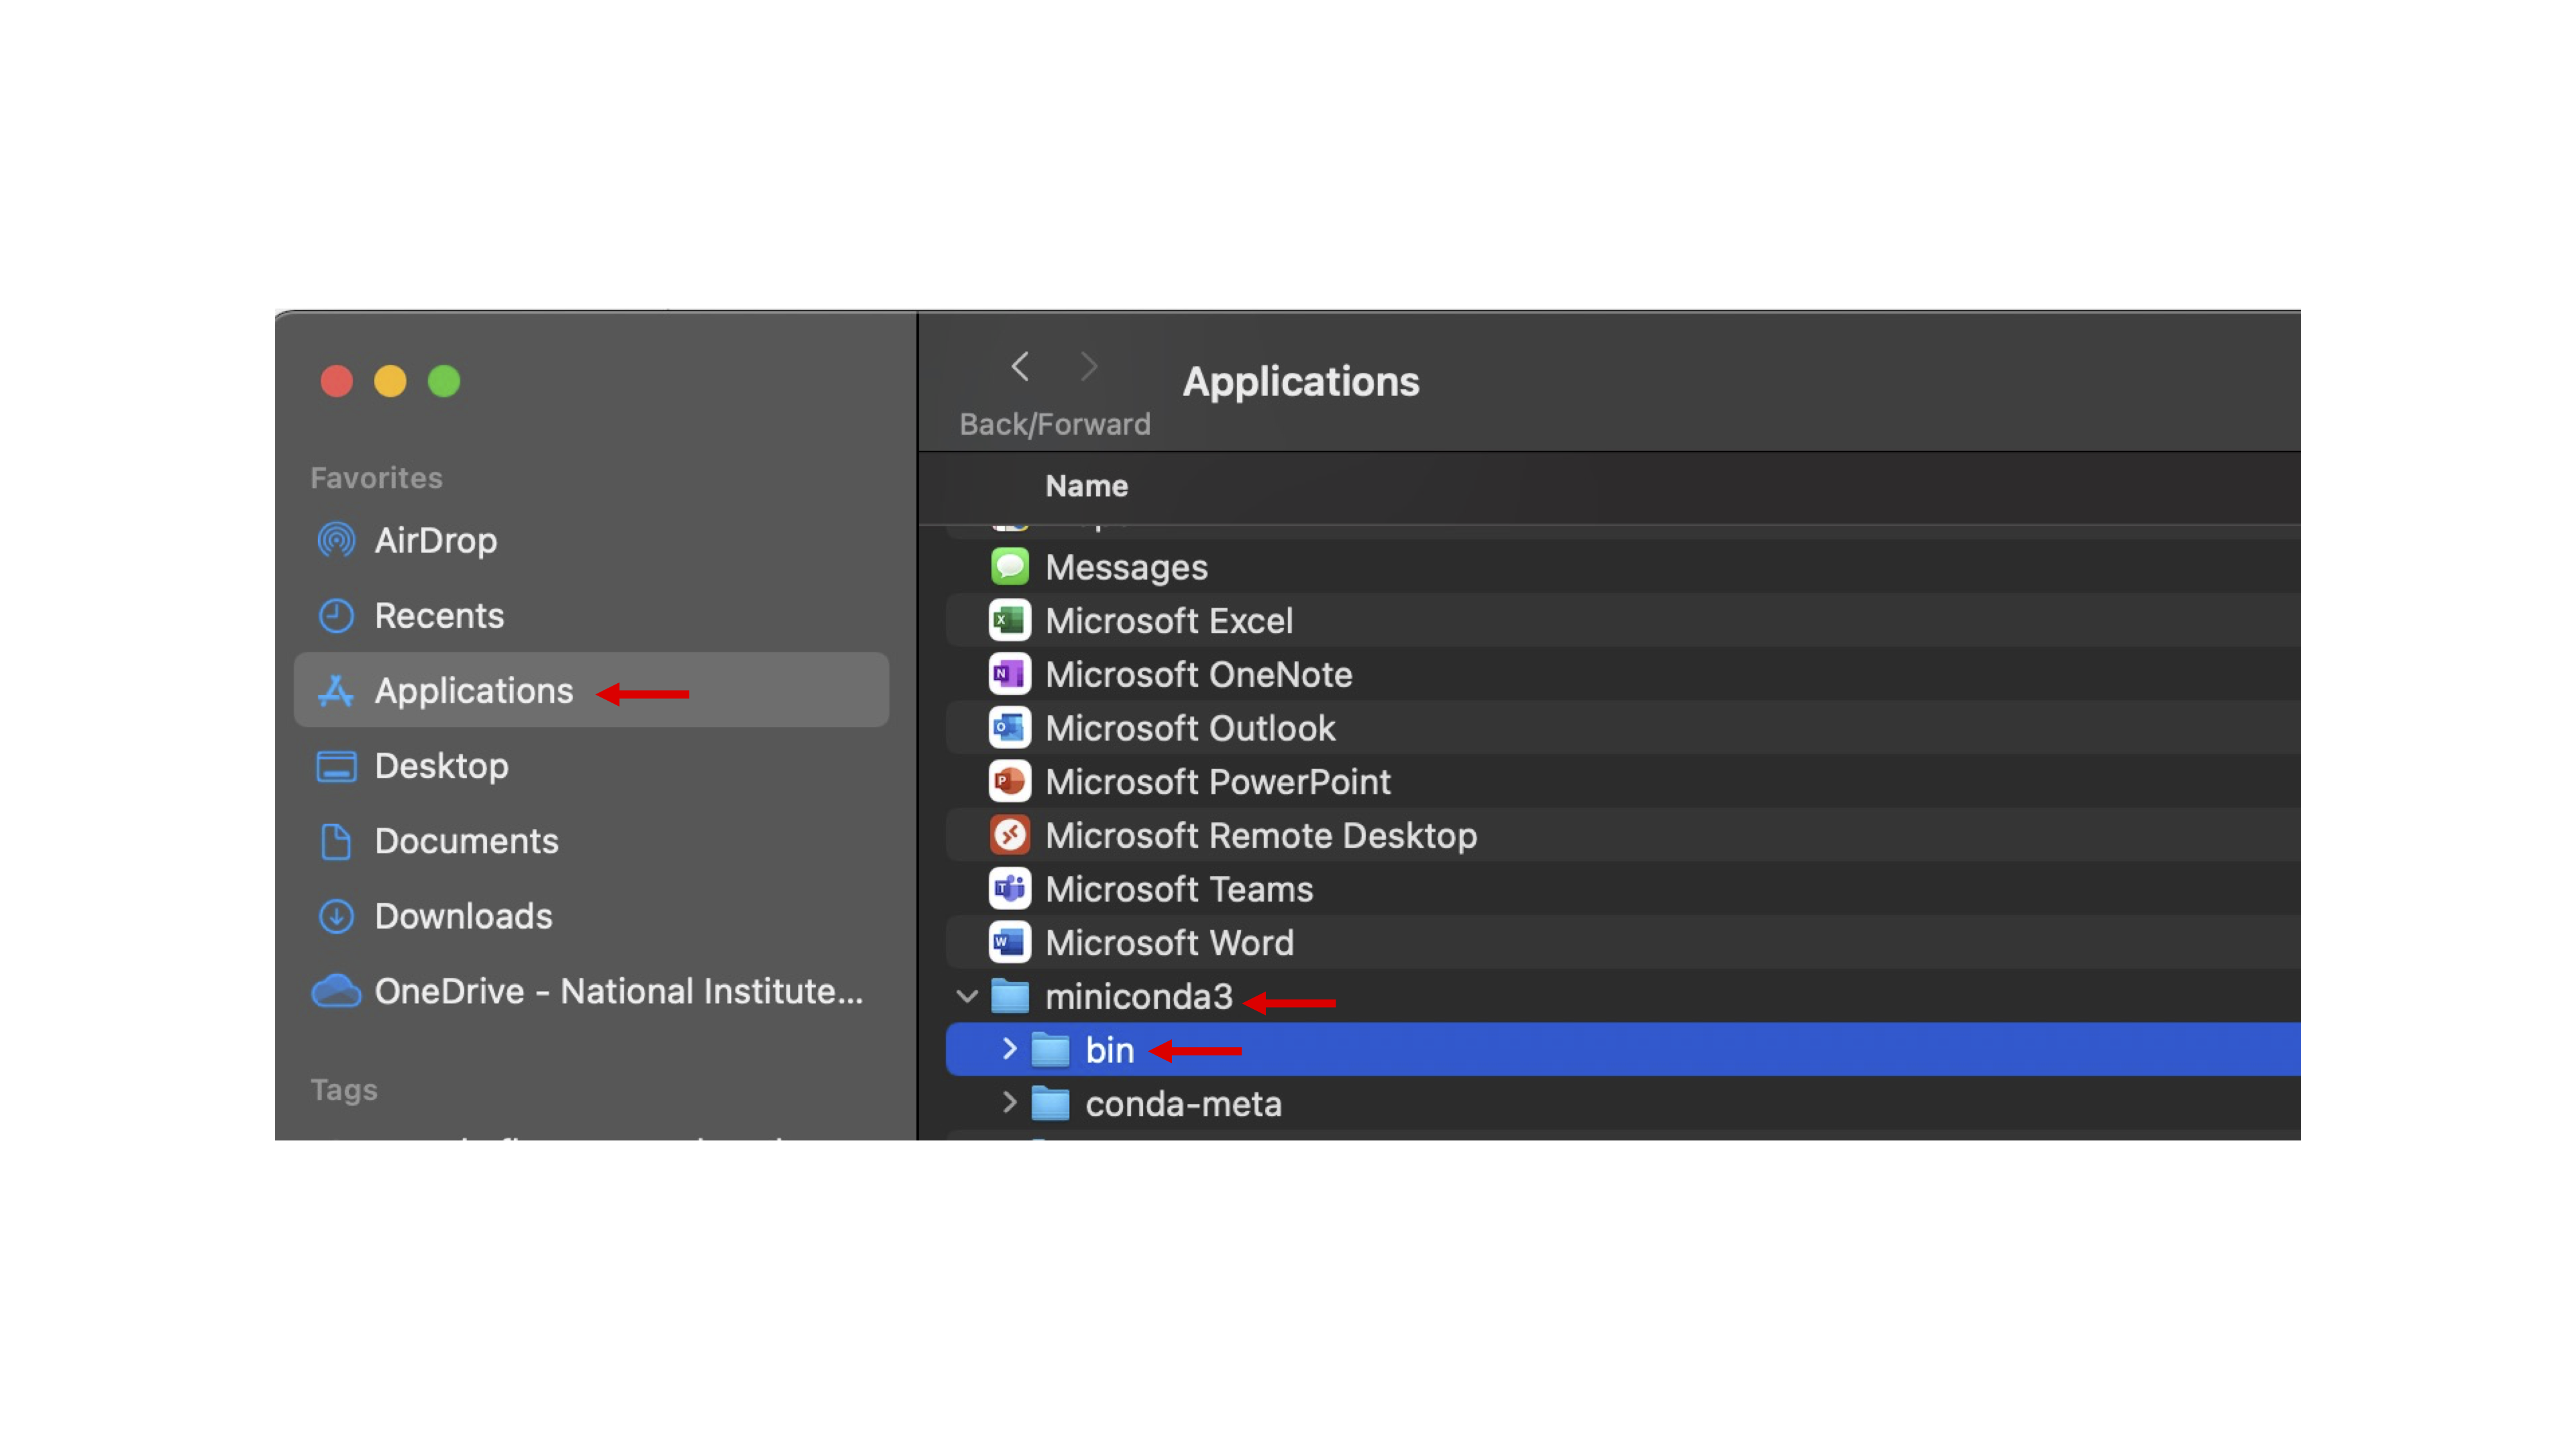 Favorites
AirDrop
Recents
Applications
Desktop
Documents
Downloads
OneDrive - National Institute...
Tags
Applications
Back/Forward
Name
Messages
Microsoft Excel
Microsoft OneNote
Microsoft Outlook
Microsoft PowerPoint
Microsoft Remote Desktop
Microsoft Teams
Microsoft Word
miniconda3
bin
conda-meta